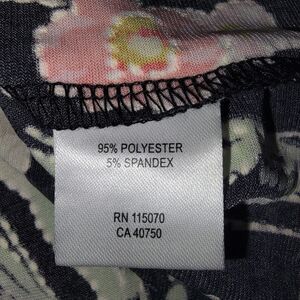 95% POLYESTER
5% SPANDEX
RN 115070
CA 40750